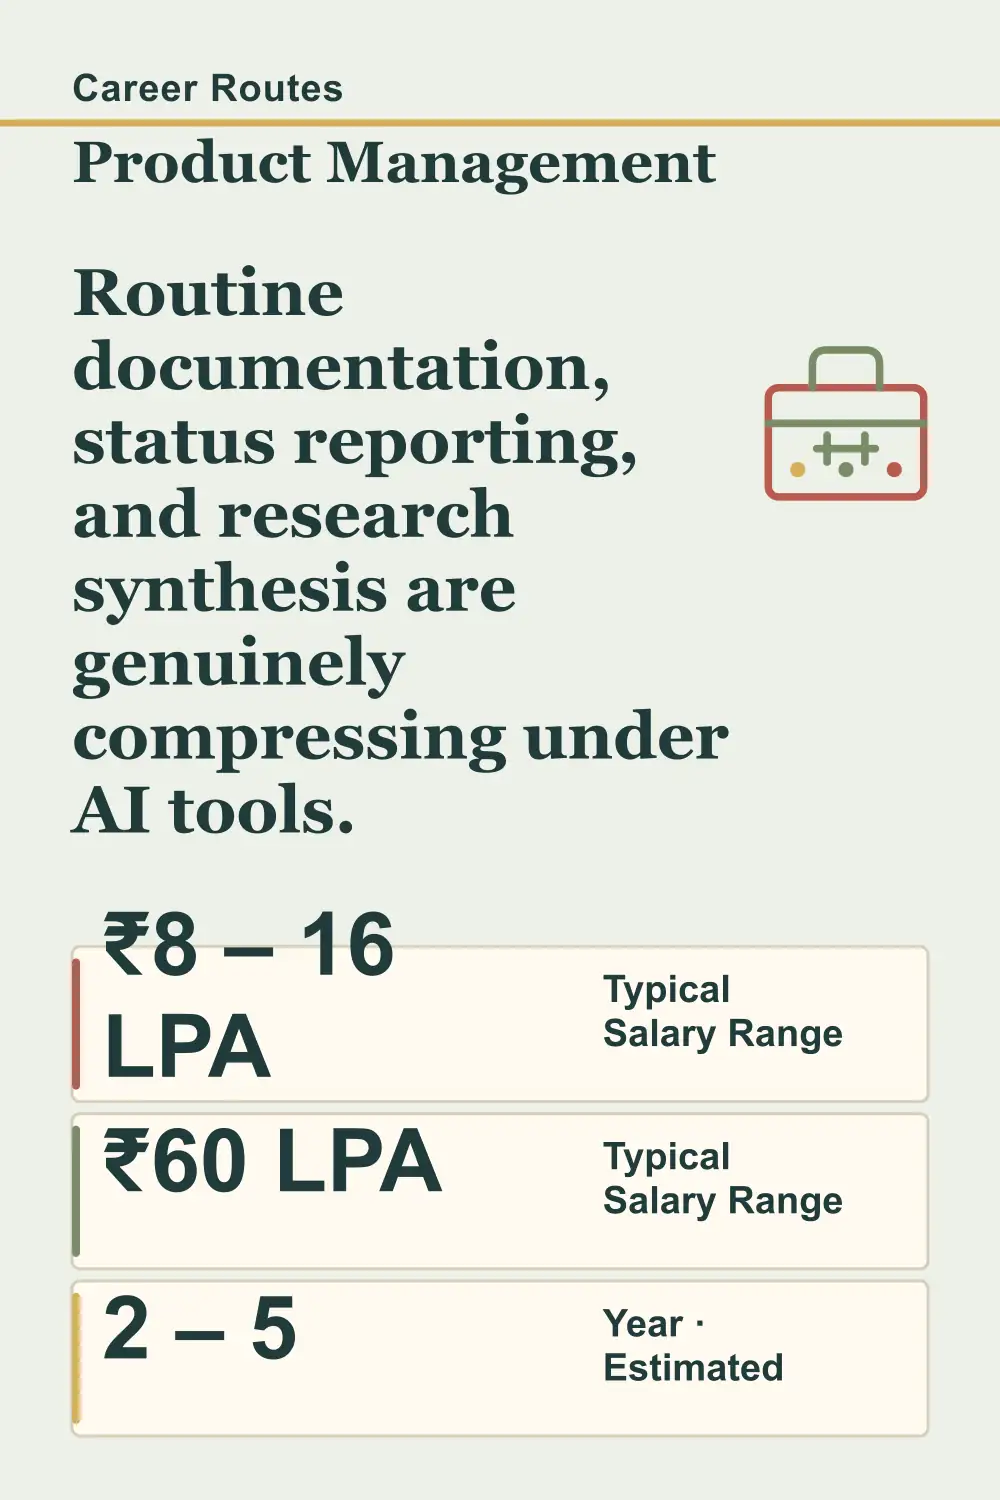 Career Routes
Product Management
Routine
documentation,
status reporting,
and research
synthesis are
genuinely
compressing under
AI tools.
₹8 – 16
LPA
Typical
Salary Range
₹60 LPA
Typical
Salary Range
2 – 5
Year ·
Estimated